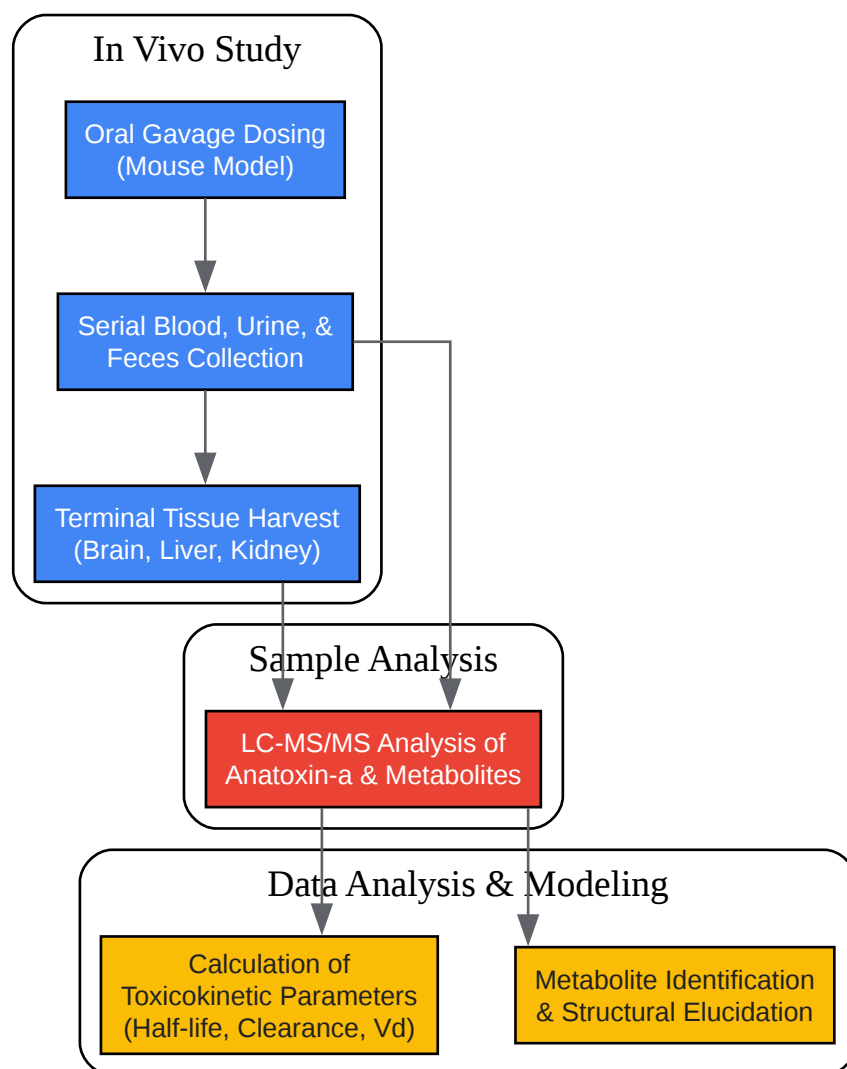 In Vivo Study
Oral Gavage Dosing
(Mouse Model)
Serial Blood, Urine, &
Feces Collection
Terminal Tissue Harvest
(Brain, Liver, Kidney)
Sample Analysis
LC-MS/MS Analysis of
Anatoxin-a & Metabolites
Data Analysis & Modeling
Calculation of
Toxicokinetic Parameters
(Half-life, Clearance, Vd)
Metabolite Identification
& Structural Elucidation